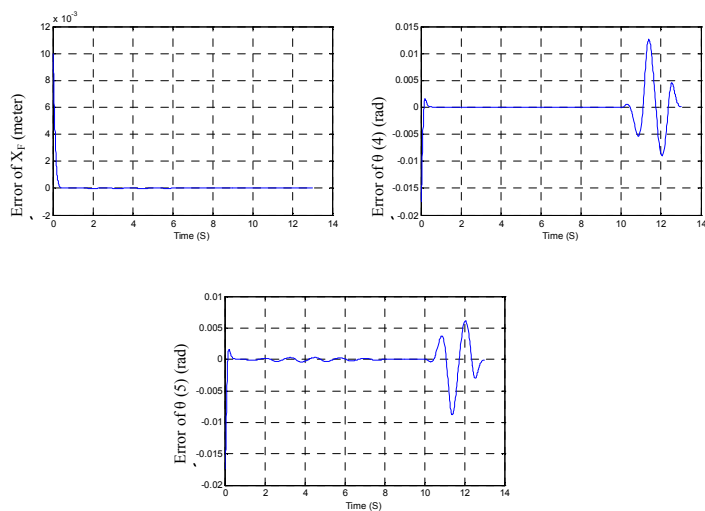 x 10⁻³
12
10
8
6
4
2
0
-2
0 2 4 6 8 10 12 14
Time (S)
Error of X_F (meter)
0.015
0.01
0.005
0
-0.005
-0.01
-0.015
-0.02
0 2 4 6 8 10 12 14
Time (S)
Error of θ (4) (rad)
0.01
0.005
0
-0.005
-0.01
-0.015
-0.02
0 2 4 6 8 10 12 14
Time (S)
Error of θ (5) (rad)